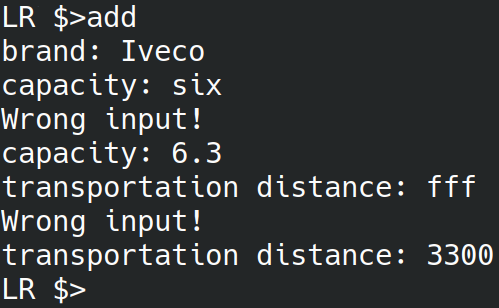 LR $>add
brand: Iveco
capacity: six
Wrong input!
capacity: 6.3
transportation distance: fff
Wrong input!
transportation distance: 3300
LR $>